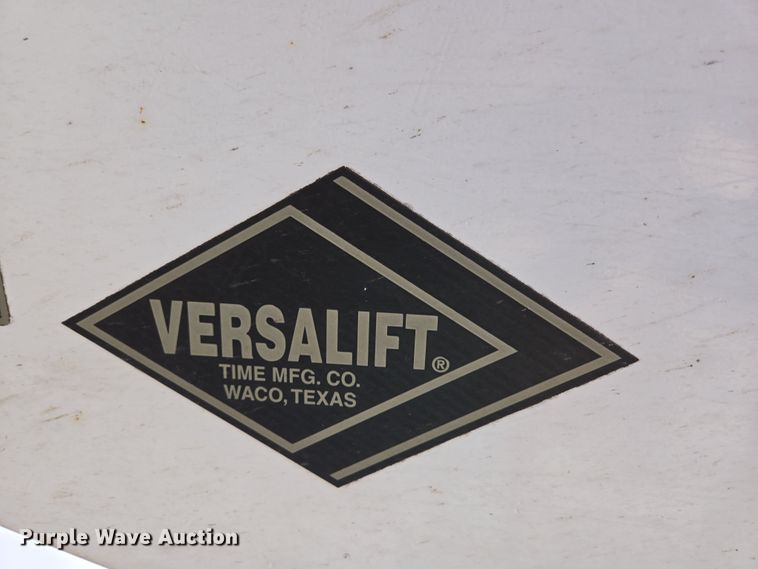 VERSALIFT®
TIME MFG. CO.
WACO, TEXAS
Purple Wave Auction